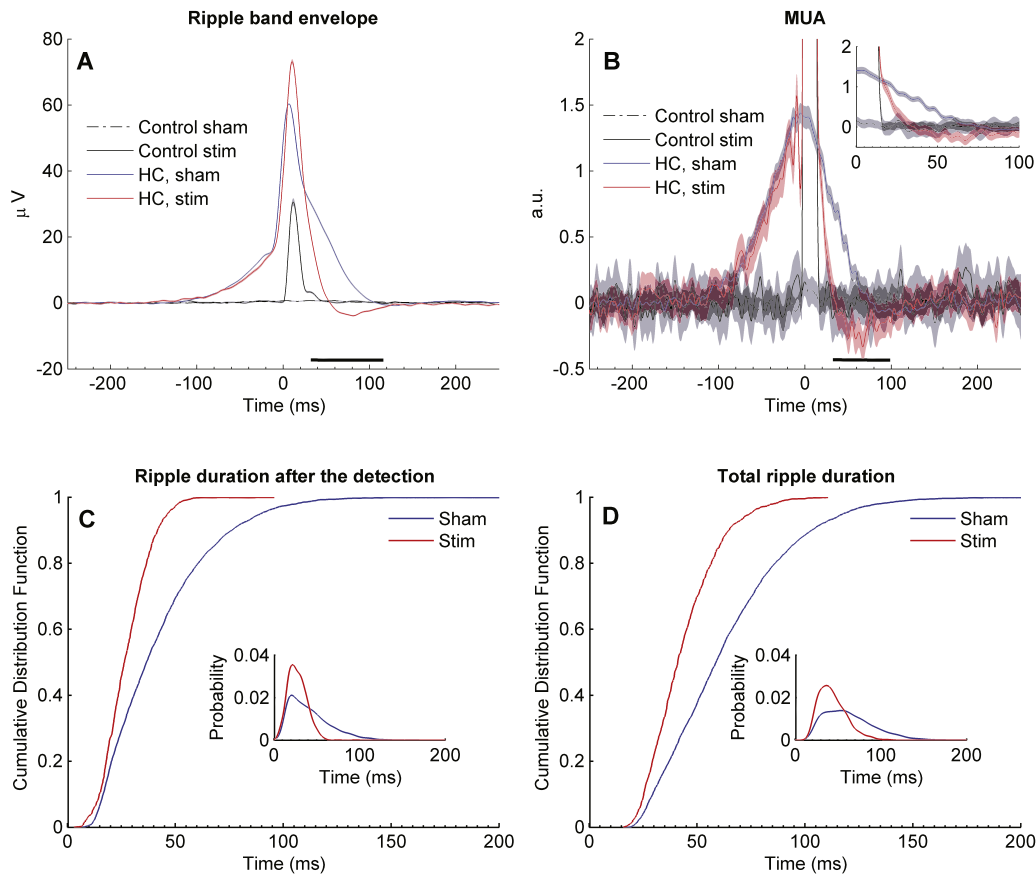 Ripple band envelope
A
80
60
40
20
0
-20
μ V
Control sham
Control stim
HC, sham
HC, stim
-200 -100 0 100 200
Time (ms)
MUA
B
2
1.5
1
0.5
0
-0.5
a.u.
Control sham
Control stim
HC, sham
HC, stim
2
1
0
0 50 100
-200 -100 0 100 200
Time (ms)
Ripple duration after the detection
C
1
0.8
0.6
0.4
0.2
0
Cumulative Distribution Function
Sham
Stim
0.04
0.02
0
Probability
0 100 200
Time (ms)
0 50 100 150 200
Time (ms)
Total ripple duration
D
1
0.8
0.6
0.4
0.2
0
Cumulative Distribution Function
Sham
Stim
0.04
0.02
0
Probability
0 100 200
Time (ms)
0 50 100 150 200
Time (ms)